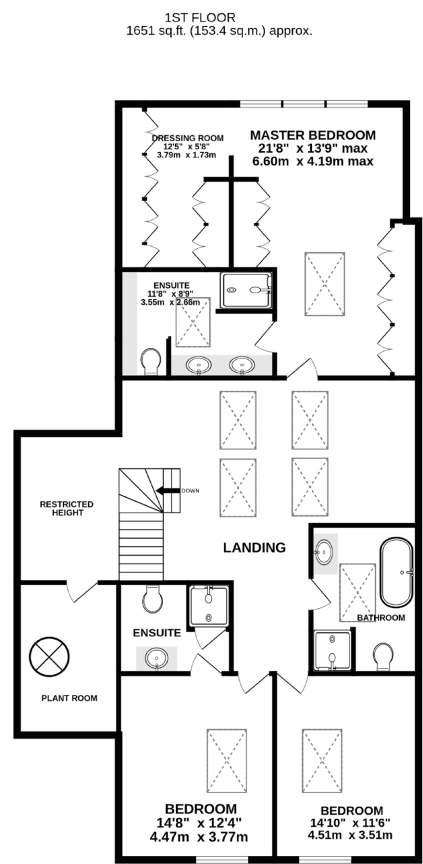 1ST FLOOR
1651 sq.ft. (153.4 sq.m.) approx.
DRESSING ROOM
12'5" x 5'8"
3.79m x 1.73m
MASTER BEDROOM
21'8" x 13'9" max
6.60m x 4.19m max
ENSUITE
11'8" x 8'9"
3.55m x 2.66m
DOWN
RESTRICTED
HEIGHT
LANDING
BATHROOM
ENSUITE
PLANT ROOM
BEDROOM
14'8" x 12'4"
4.47m x 3.77m
BEDROOM
14'10" x 11'6"
4.51m x 3.51m